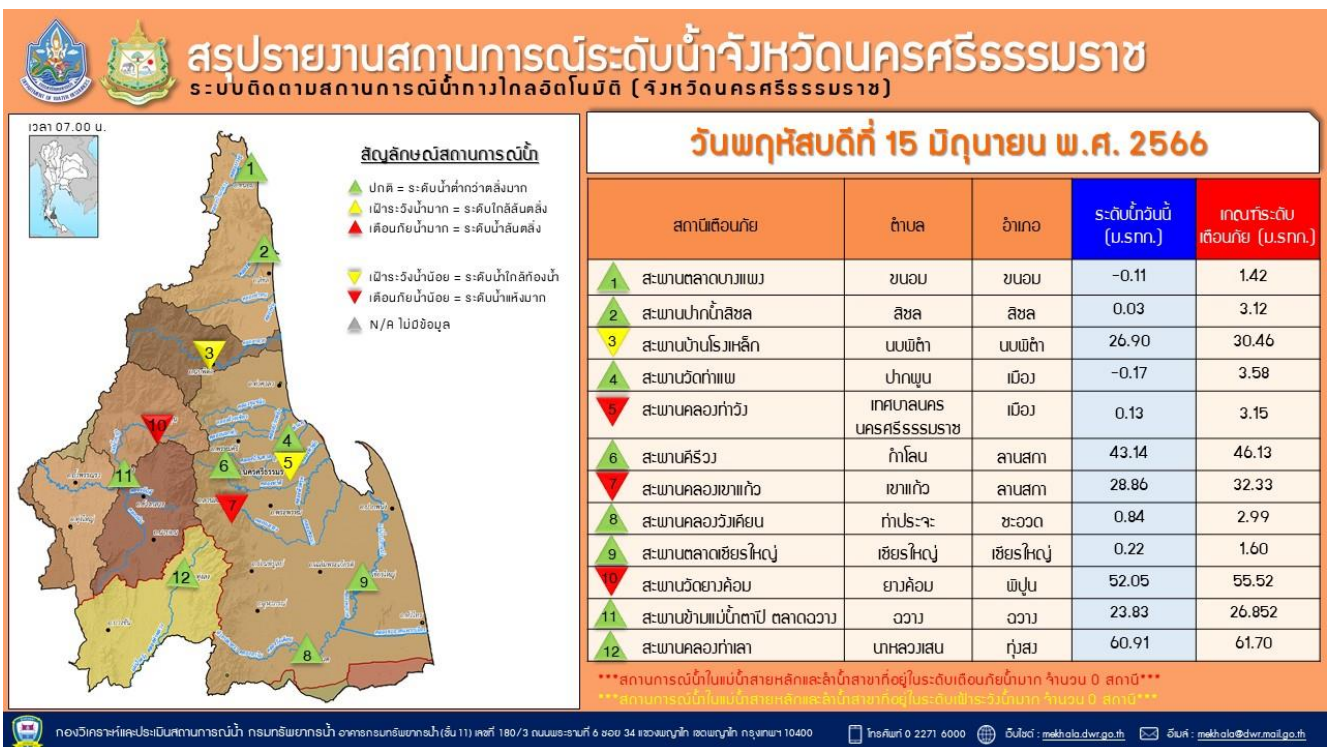 สรุปรายงานสถานการณ์ระดับน้ำจังหวัดนครศรีธรรมราช
ระบบติดตามสถานการณ์น้ำทางไกลอัตโนมัติ (จังหวัดนครศรีธรรมราช)
เวลา 07.00 น.
สัญลักษณ์สถานการณ์น้ำ
ปกติ = ระดับน้ำต่ำกว่าตลิ่งมาก
เฝ้าระวังน้ำมาก = ระดับใกล้ล้นตลิ่ง
เตือนภัยน้ำมาก = ระดับน้ำล้นตลิ่ง
เฝ้าระวังน้ำน้อย = ระดับน้ำใกล้ท้องน้ำ
เตือนภัยน้ำน้อย = ระดับน้ำแห้งมาก
N/A ไม่มีข้อมูล
1
2
3
4
10
5
6
11
7
12
9
8
วันพฤหัสบดีที่ 15 มิถุนายน พ.ศ. 2566
สถานีเตือนภัย ตำบล อำเภอ ระดับน้ำวันนี้ (ม.รทก.) เกณฑ์ระดับเตือนภัย (ม.รทก.)
1 สะพานตลาดบางแพง ขนอม ขนอม -0.11 1.42
2 สะพานปากน้ำสิชล สิชล สิชล 0.03 3.12
3 สะพานบ้านโรงเหล็ก นบพิตำ นบพิตำ 26.90 30.46
4 สะพานวัดท่าแพ ปากพูน เมือง -0.17 3.58
5 สะพานคลองท่าวัง เทศบาลนครนครศรีธรรมราช เมือง 0.13 3.15
6 สะพานคีรีวง กำโลน ลานสกา 43.14 46.13
7 สะพานคลองเขาแก้ว เขาแก้ว ลานสกา 28.86 32.33
8 สะพานคลองวังเคียน ท่าประจะ ชะอวด 0.84 2.99
9 สะพานตลาดเชียรใหญ่ เชียรใหญ่ เชียรใหญ่ 0.22 1.60
10 สะพานวัดยางค้อม ยางค้อม พิปูน 52.05 55.52
11 สะพานข้ามแม่น้ำตาปี ตลาดฉวาง ฉวาง ฉวาง 23.83 26.852
12 สะพานคลองท่าเลา นาหลวงเสน ทุ่งสง 60.91 61.70
***สถานการณ์น้ำในแม่น้ำสายหลักและลำน้ำสาขาที่อยู่ในระดับเตือนภัยน้ำมาก จำนวน 0 สถานี***
***สถานการณ์น้ำในแม่น้ำสายหลักและลำน้ำสาขาที่อยู่ในระดับเฝ้าระวังน้ำมาก จำนวน 0 สถานี***
กองวิเคราะห์และประเมินสถานการณ์น้ำ กรมทรัพยากรน้ำ อาคารกรมทรัพยากรน้ำ(ชั้น 11) เลขที่ 180/3 ถนนพระรามที่ 6 ซอย 34 แขวงพญาไท เขตพญาไท กรุงเทพฯ 10400 โทรศัพท์ 0 2271 6000 เว็บไซต์ : mekhala.dwr.go.th อีเมล์ : mekhala@dwr.mail.go.th